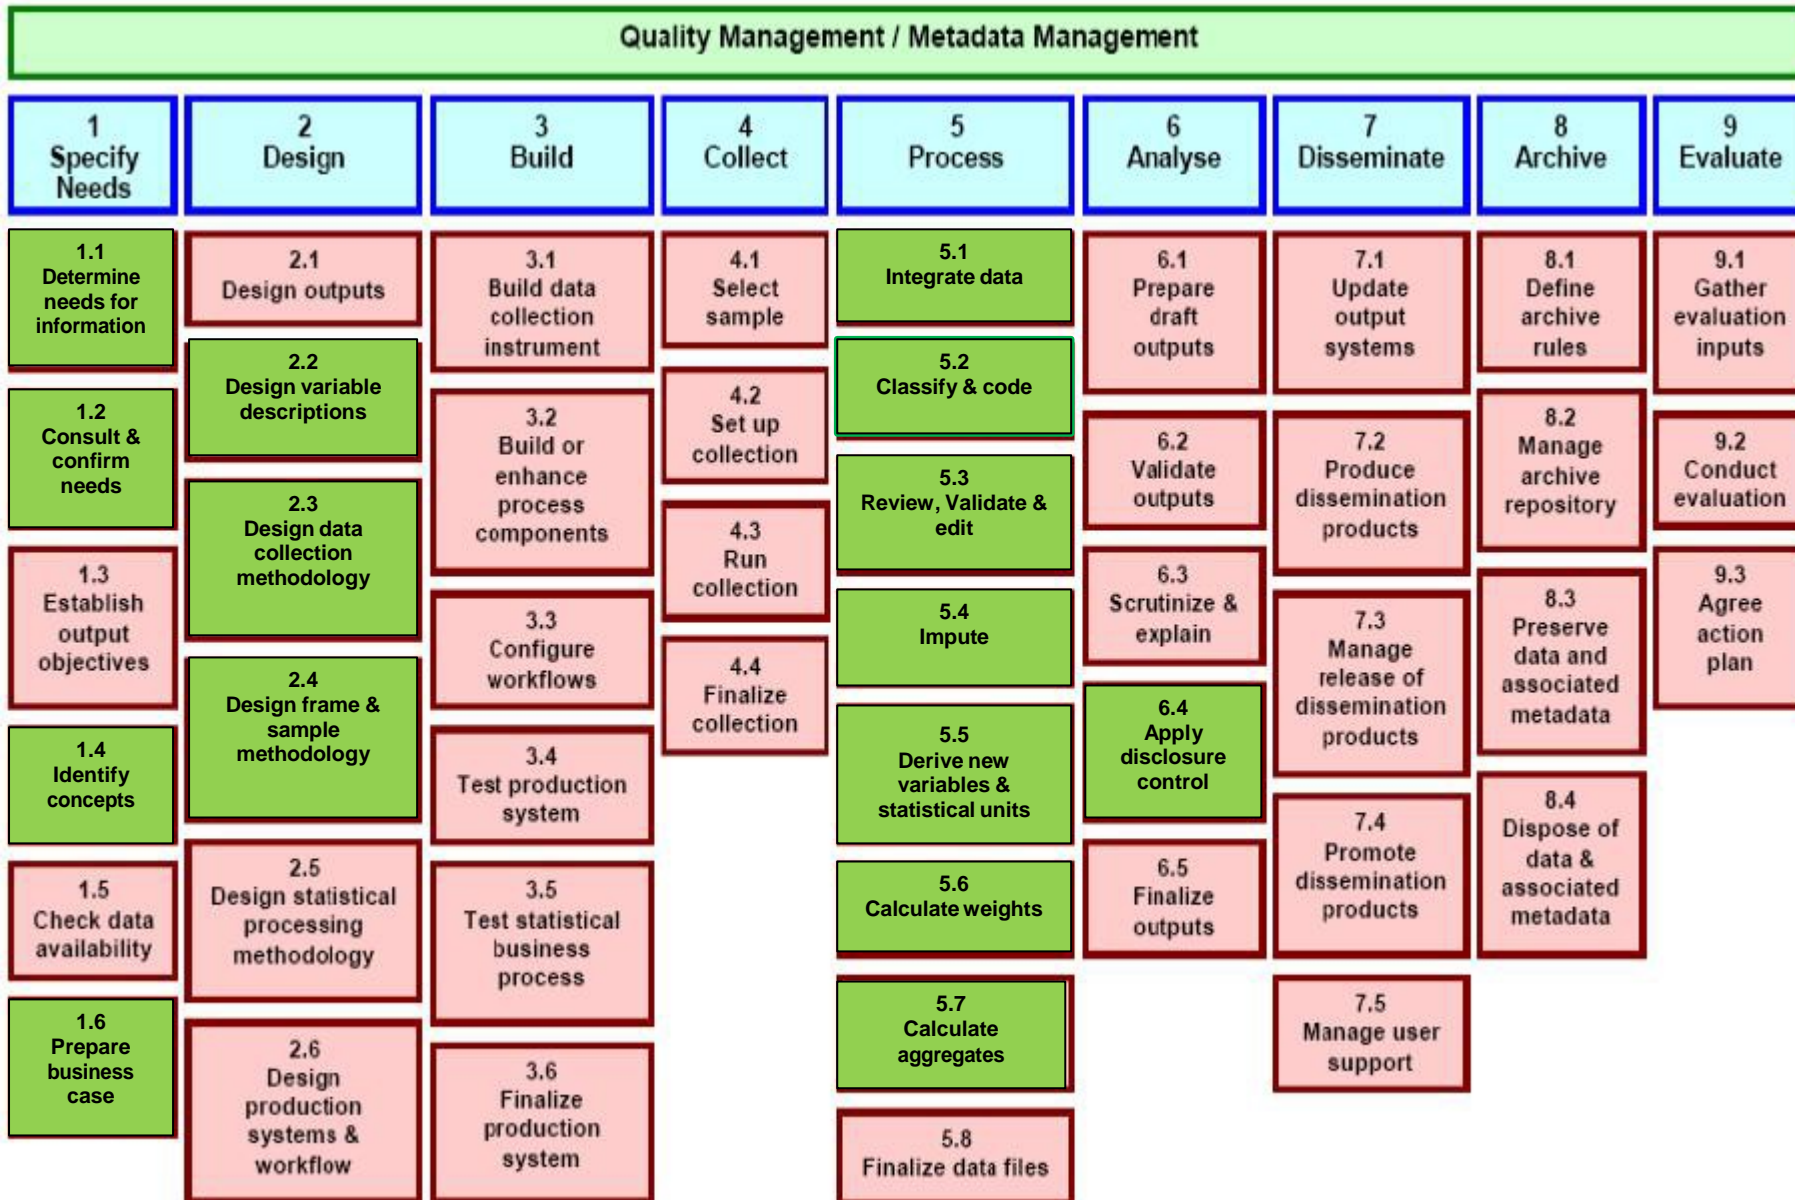 Quality Management / Metadata Management
1
Specify
Needs
2
Design
3
Build
4
Collect
5
Process
6
Analyse
7
Disseminate
8
Archive
9
Evaluate
1.1
Determine
needs for
information
1.2
Consult &
confirm
needs
1.3
Establish
output
objectives
1.4
Identify
concepts
1.5
Check data
availability
1.6
Prepare
business
case
2.1
Design outputs
2.2
Design variable
descriptions
2.3
Design data
collection
methodology
2.4
Design frame &
sample
methodology
2.5
Design statistical
processing
methodology
2.6
Design
production
systems &
workflow
3.1
Build data
collection
instrument
3.2
Build or
enhance
process
components
3.3
Configure
workflows
3.4
Test production
system
3.5
Test statistical
business
process
3.6
Finalize
production
system
4.1
Select
sample
4.2
Set up
collection
4.3
Run
collection
4.4
Finalize
collection
5.1
Integrate data
5.2
Classify & code
5.3
Review, Validate &
edit
5.4
Impute
5.5
Derive new
variables &
statistical units
5.6
Calculate weights
5.7
Calculate
aggregates
5.8
Finalize data files
6.1
Prepare
draft
outputs
6.2
Validate
outputs
6.3
Scrutinize &
explain
6.4
Apply
disclosure
control
6.5
Finalize
outputs
7.1
Update
output
systems
7.2
Produce
dissemination
products
7.3
Manage
release of
dissemination
products
7.4
Promote
dissemination
products
7.5
Manage user
support
8.1
Define
archive
rules
8.2
Manage
archive
repository
8.3
Preserve
data and
associated
metadata
8.4
Dispose of
data &
associated
metadata
9.1
Gather
evaluation
inputs
9.2
Conduct
evaluation
9.3
Agree
action
plan